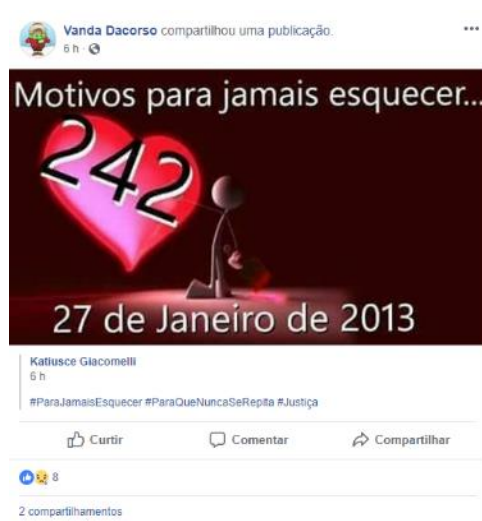 Vanda Dacorso compartilhou uma publicação.
6 h ·
Motivos para jamais esquecer...
242
27 de Janeiro de 2013
Katiusce Giacomelli
6 h
#ParaJamaisEsquecer #ParaQueNuncaSeRepita #Justiça
Curtir Comentar Compartilhar
8
2 compartilhamentos